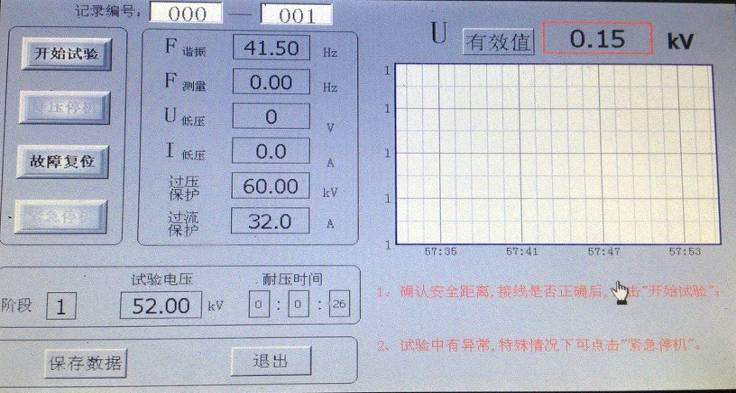 记录编号: 000 — 001
开始试验
降压停机
故障复位
紧急停机
F 谐振 41.50 Hz
F 测量 0.00 Hz
U 低压 0 V
I 低压 0.0 A
过压保护 60.00 kV
过流保护 32.0 A
U 有效值 0.15 kV
1
1
1
1
1
57:35 57:41 57:47 57:53
试验电压 耐压时间
阶段 1 52.00 kV 0 : 0 : 26
保存数据 退出
1、确认安全距离,接线是否正确后, 击"开始试验";
2、试验中有异常,特殊情况下可点击"紧急停机"。